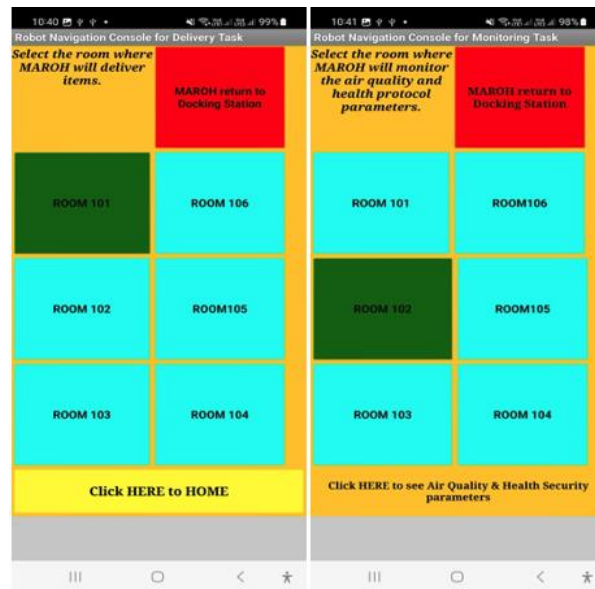 10:40
99%
Robot Navigation Console for Delivery Task
Select the room where
MAROH will deliver
items.
MAROH return to
Docking Station
ROOM 101
ROOM 106
ROOM 102
ROOM105
ROOM 103
ROOM 104
Click HERE to HOME
10:41
98%
Robot Navigation Console for Monitoring Task
Select the room where
MAROH will monitor
the air quality and
health protocol
parameters.
MAROH return to
Docking Station
ROOM 101
ROOM106
ROOM 102
ROOM105
ROOM 103
ROOM 104
Click HERE to see Air Quality & Health Security
parameters